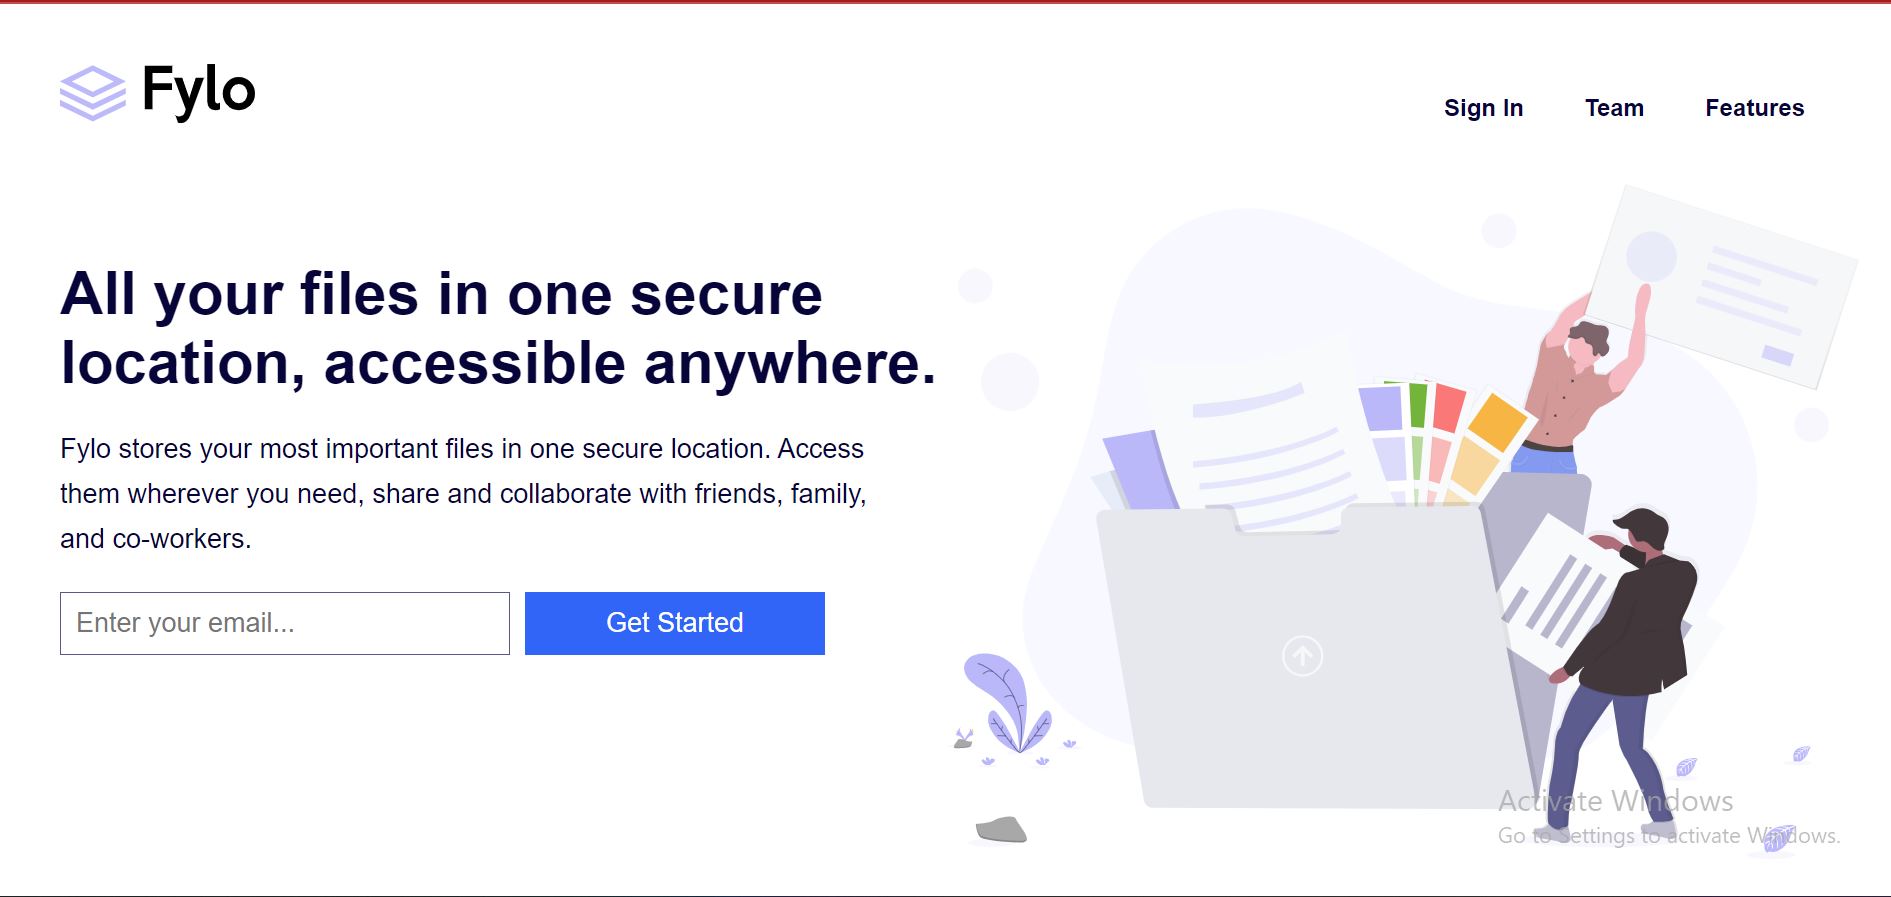 Fylo
Sign In Team Features
All your files in one secure
location, accessible anywhere.
Fylo stores your most important files in one secure location. Access
them wherever you need, share and collaborate with friends, family,
and co-workers.
Enter your email...
Get Started
Activate Windows
Go to Settings to activate Windows.